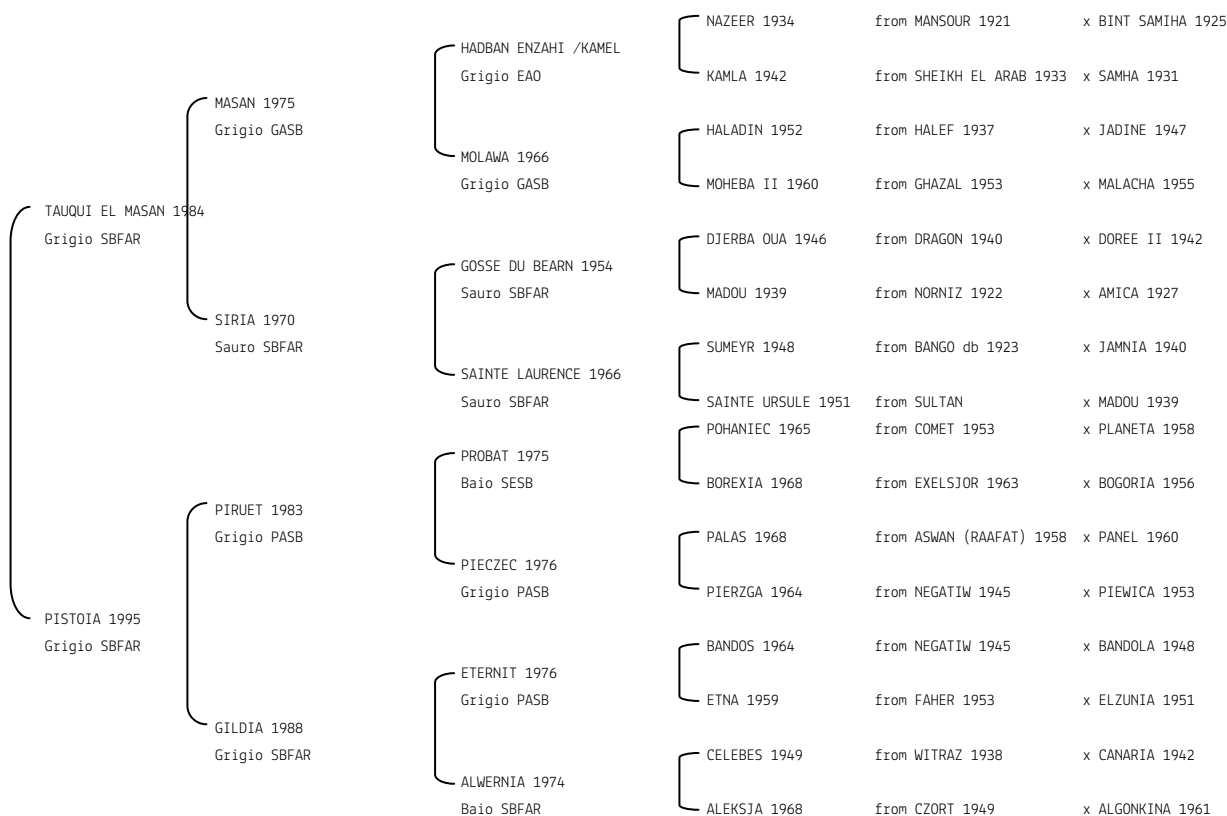 NAZEER 1934 from MANSOUR 1921 x BINT SAMIHA 1925
HADBAN ENZAHI /KAMEL
Grigio EAO
KAMLA 1942 from SHEIKH EL ARAB 1933 x SAMHA 1931
MASAN 1975
Grigio GASB
HALADIN 1952 from HALEF 1937 x JADINE 1947
MOLAWA 1966
Grigio GASB
MOHEBA II 1960 from GHAZAL 1953 x MALACHA 1955
TAUQUI EL MASAN 1984
Grigio SBFAR
DJERBA OUA 1946 from DRAGON 1940 x DOREE II 1942
GOSSE DU BEARN 1954
Sauro SBFAR
MADOU 1939 from NORNIZ 1922 x AMICA 1927
SIRIA 1970
Sauro SBFAR
SUMEYR 1948 from BANGO db 1923 x JAMNIA 1940
SAINTE LAURENCE 1966
Sauro SBFAR
SAINTE URSULE 1951 from SULTAN x MADOU 1939
POHANIEC 1965 from COMET 1953 x PLANETA 1958
PROBAT 1975
Baio SESB
BOREXIA 1968 from EXELSJOR 1963 x BOGORIA 1956
PIRUET 1983
Grigio PASB
PALAS 1968 from ASWAN (RAAFAT) 1958 x PANEL 1960
PIECZEC 1976
Grigio PASB
PIERZGA 1964 from NEGATIW 1945 x PIEWICA 1953
PISTOIA 1995
Grigio SBFAR
BANDOS 1964 from NEGATIW 1945 x BANDOLA 1948
ETERNIT 1976
Grigio PASB
ETNA 1959 from FAHER 1953 x ELZUNIA 1951
GILDIA 1988
Grigio SBFAR
CELEBES 1949 from WITRAZ 1938 x CANARIA 1942
ALWERNIA 1974
Baio SBFAR
ALEKSJA 1968 from CZORT 1949 x ALGONKINA 1961